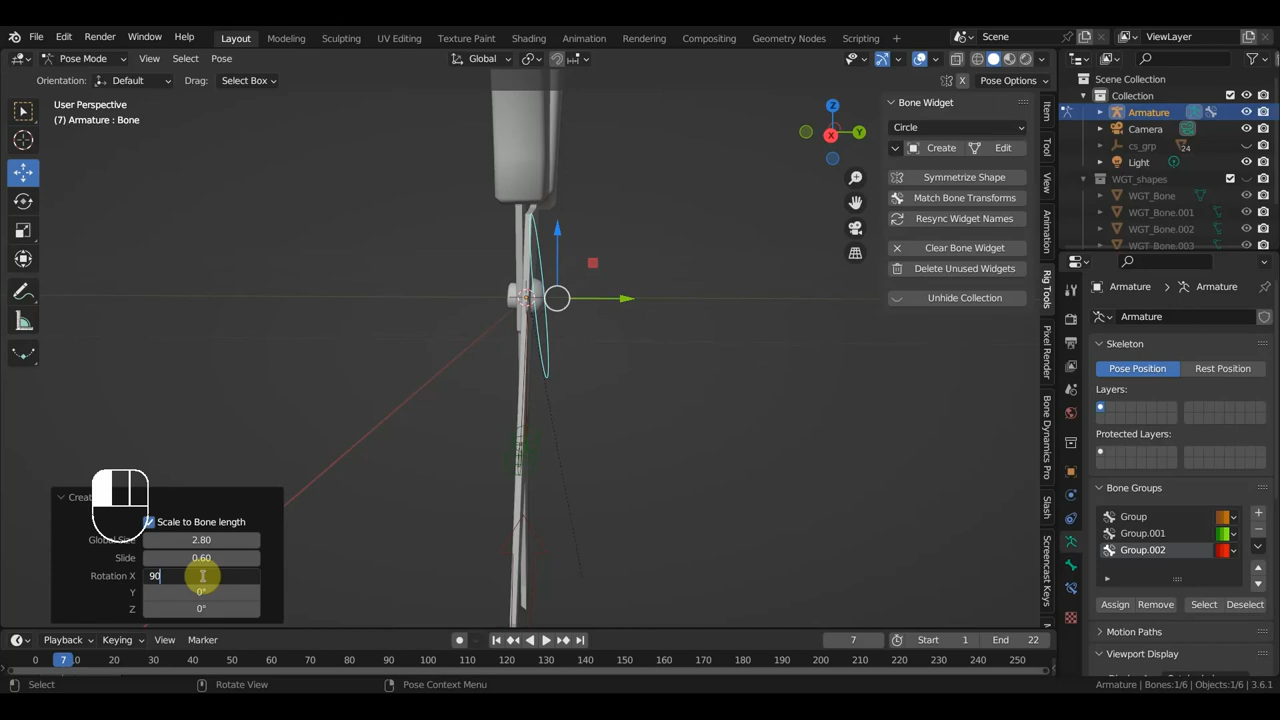 File Edit Render Window Help Layout Modeling Sculpting UV Editing Texture Paint Shading Animation Rendering Compositing Geometry Nodes Scripting + Scene ViewLayer
Pose Mode View Select Pose Global
Orientation: Default Drag: Select Box X Pose Options
User Perspective
(7) Armature : Bone
Z
Y
X
Bone Widget
Circle
Create Edit
Symmetrize Shape
Match Bone Transforms
Resync Widget Names
Clear Bone Widget
Delete Unused Widgets
Unhide Collection
Item
Tool
View
Animation
Rig Tools
Pixel Render
Bone Dynamics Pro
Slash
Screencast Keys
Scene Collection
Collection
Armature
Camera
cs_grp 24
Light
WGT_shapes
WGT_Bone
WGT_Bone.001
WGT_Bone.002
WGT_Bone.003
Armature Armature
Armature
Skeleton
Pose Position Rest Position
Layers:
Protected Layers:
Bone Groups
Group
Group.001
Group.002
Assign Remove Select Deselect
Motion Paths
Viewport Display
Scale to Bone length
Global Size 2.80
Slide 0.60
Rotation X 90
Y 0°
Z 0°
Playback Keying View Marker 7 Start 1 End 22
0 7 10 20 30 40 50 60 70 80 90 100 110 120 130 140 150 160 170 180 190 200 210 220 230 240 250
Select Rotate View Pose Context Menu Armature | Bones:1/6 | Objects:1/6 | 3.6.1